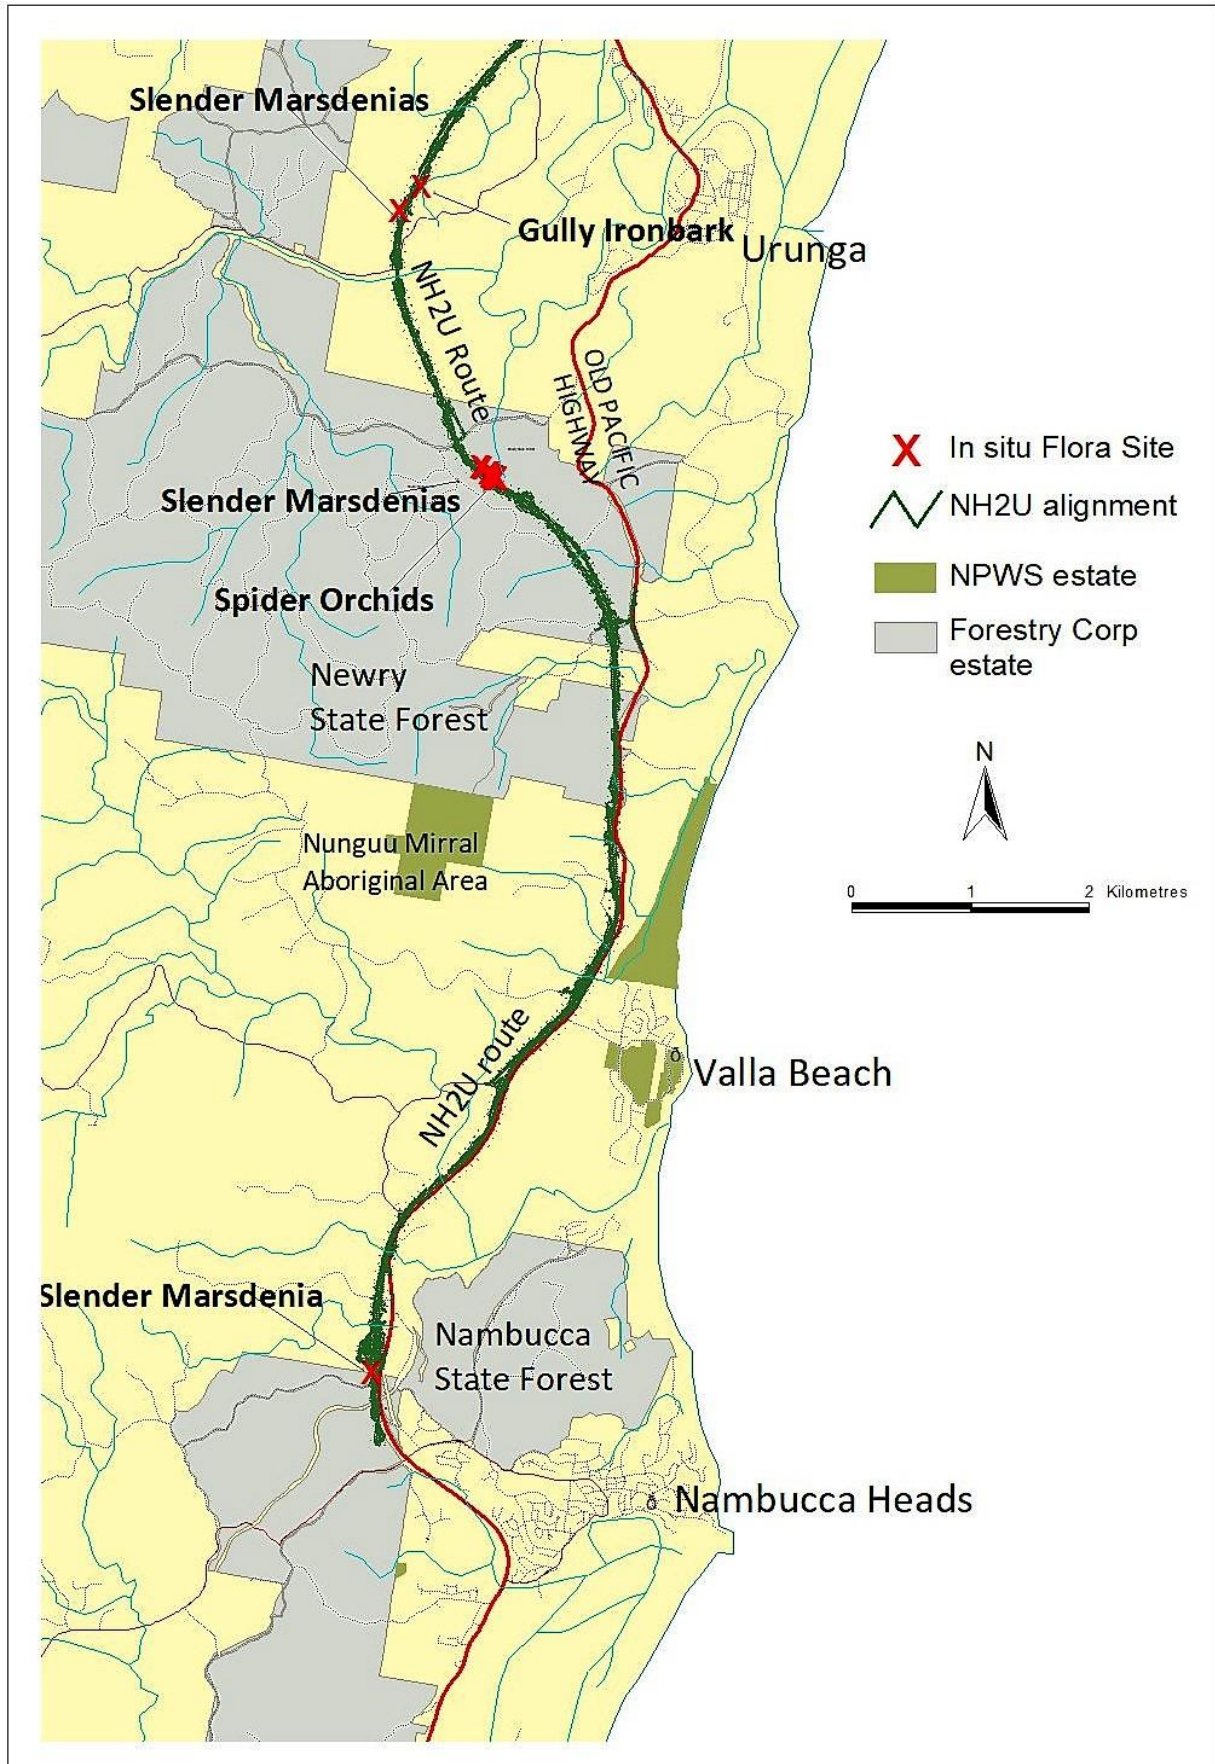 Slender Marsdenias
Gully Ironbark
Urunga
NH2U Route
OLD PACIFIC
HIGHWAY
Slender Marsdenias
Spider Orchids
Newry
State Forest
Nunguu Mirral
Aboriginal Area
NH2U route
Valla Beach
Slender Marsdenia
Nambucca
State Forest
Nambucca Heads
X In situ Flora Site
NH2U alignment
NPWS estate
Forestry Corp
estate
N
0 1 2 Kilometres